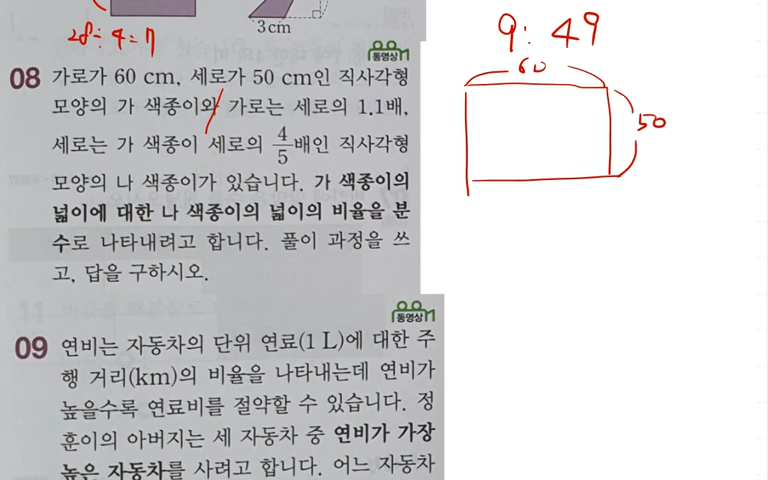 3 cm
28÷4=7
9:49
동영상
08 가로가 60 cm, 세로가 50 cm인 직사각형
모양의 가 색종이와 가로는 세로의 1.1배,
세로는 가 색종이 세로의 4/5배인 직사각형
모양의 나 색종이가 있습니다. 가 색종이의
넓이에 대한 나 색종이의 넓이의 비율을 분
수로 나타내려고 합니다. 풀이 과정을 쓰
고, 답을 구하시오.
60
50
동영상
09 연비는 자동차의 단위 연료(1 L)에 대한 주
행 거리(km)의 비율을 나타내는데 연비가
높을수록 연료비를 절약할 수 있습니다. 정
훈이의 아버지는 세 자동차 중 연비가 가장
높은 자동차를 사려고 합니다. 어느 자동차